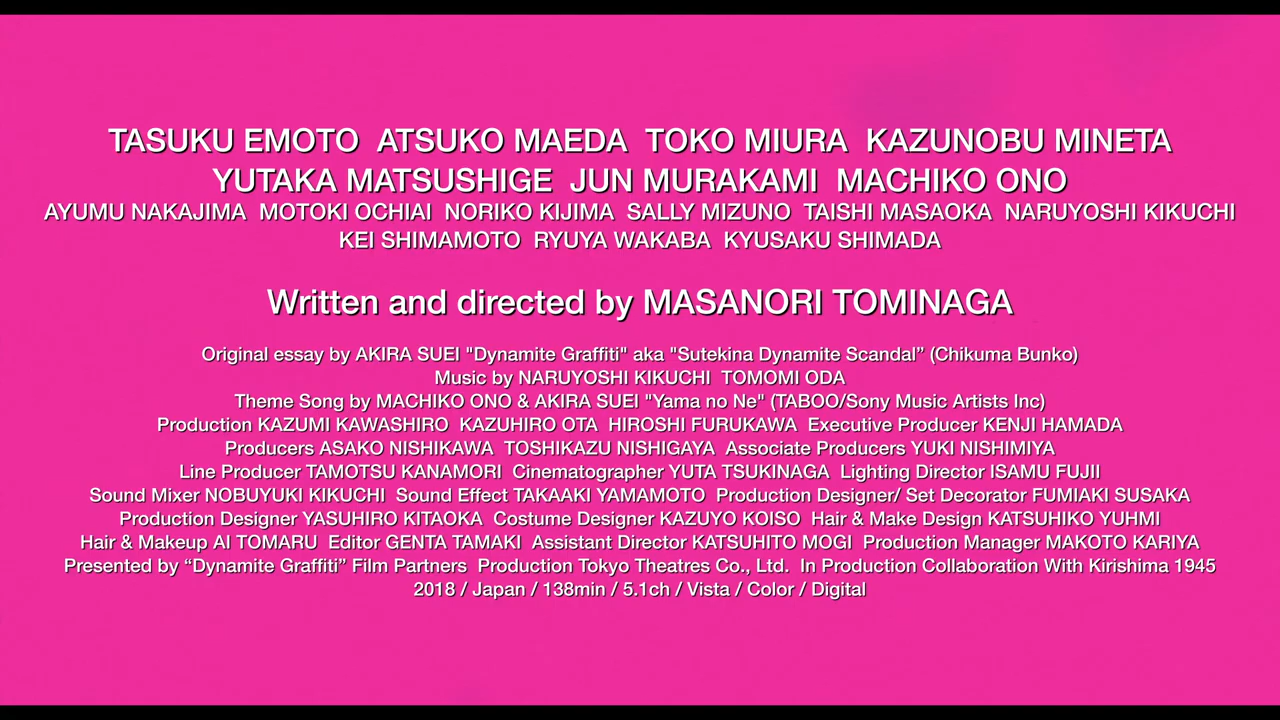 TASUKU EMOTO ATSUKO MAEDA TOKO MIURA KAZUNOBU MINETA
YUTAKA MATSUSHIGE JUN MURAKAMI MACHIKO ONO
AYUMU NAKAJIMA MOTOKI OCHIAI NORIKO KIJIMA SALLY MIZUNO TAISHI MASAOKA NARUYOSHI KIKUCHI
KEI SHIMAMOTO RYUYA WAKABA KYUSAKU SHIMADA
Written and directed by MASANORI TOMINAGA
Original essay by AKIRA SUEI "Dynamite Graffiti" aka "Sutekina Dynamite Scandal” (Chikuma Bunko)
Music by NARUYOSHI KIKUCHI TOMOMI ODA
Theme Song by MACHIKO ONO & AKIRA SUEI "Yama no Ne" (TABOO/Sony Music Artists Inc)
Production KAZUMI KAWASHIRO KAZUHIRO OTA HIROSHI FURUKAWA Executive Producer KENJI HAMADA
Producers ASAKO NISHIKAWA TOSHIKAZU NISHIGAYA Associate Producers YUKI NISHIMIYA
Line Producer TAMOTSU KANAMORI Cinematographer YUTA TSUKINAGA Lighting Director ISAMU FUJII
Sound Mixer NOBUYUKI KIKUCHI Sound Effect TAKAAKI YAMAMOTO Production Designer/ Set Decorator FUMIAKI SUSAKA
Production Designer YASUHIRO KITAOKA Costume Designer KAZUYO KOISO Hair & Make Design KATSUHIKO YUHMI
Hair & Makeup AI TOMARU Editor GENTA TAMAKI Assistant Director KATSUHITO MOGI Production Manager MAKOTO KARIYA
Presented by “Dynamite Graffiti” Film Partners Production Tokyo Theatres Co., Ltd. In Production Collaboration With Kirishima 1945
2018 / Japan / 138min / 5.1ch / Vista / Color / Digital